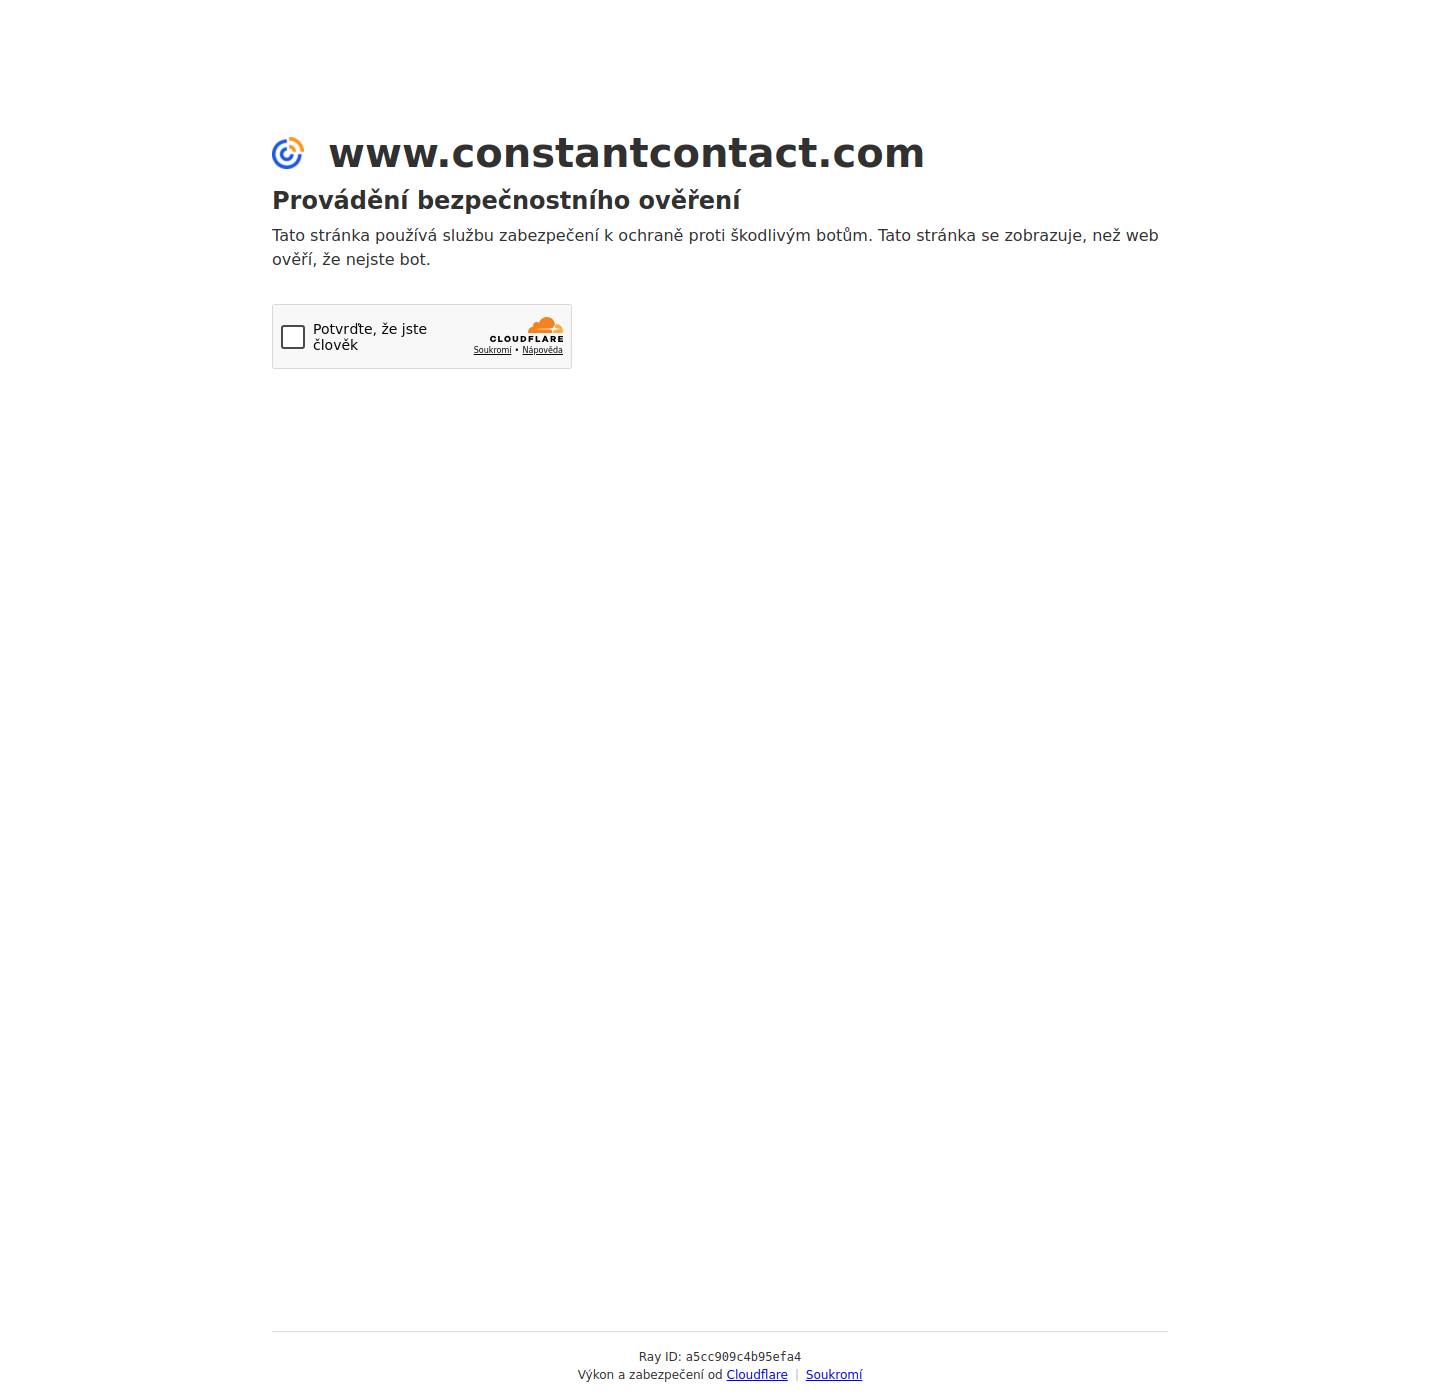 www.constantcontact.com
Provádění bezpečnostního ověření
Tato stránka používá službu zabezpečení k ochraně proti škodlivým botům. Tato stránka se zobrazuje, než web
ověří, že nejste bot.
Potvrďte, že jste
člověk
CLOUDFLARE
Soukromí • Nápověda
Ray ID: a5cc909c4b95efa4
Výkon a zabezpečení od Cloudflare | Soukromí